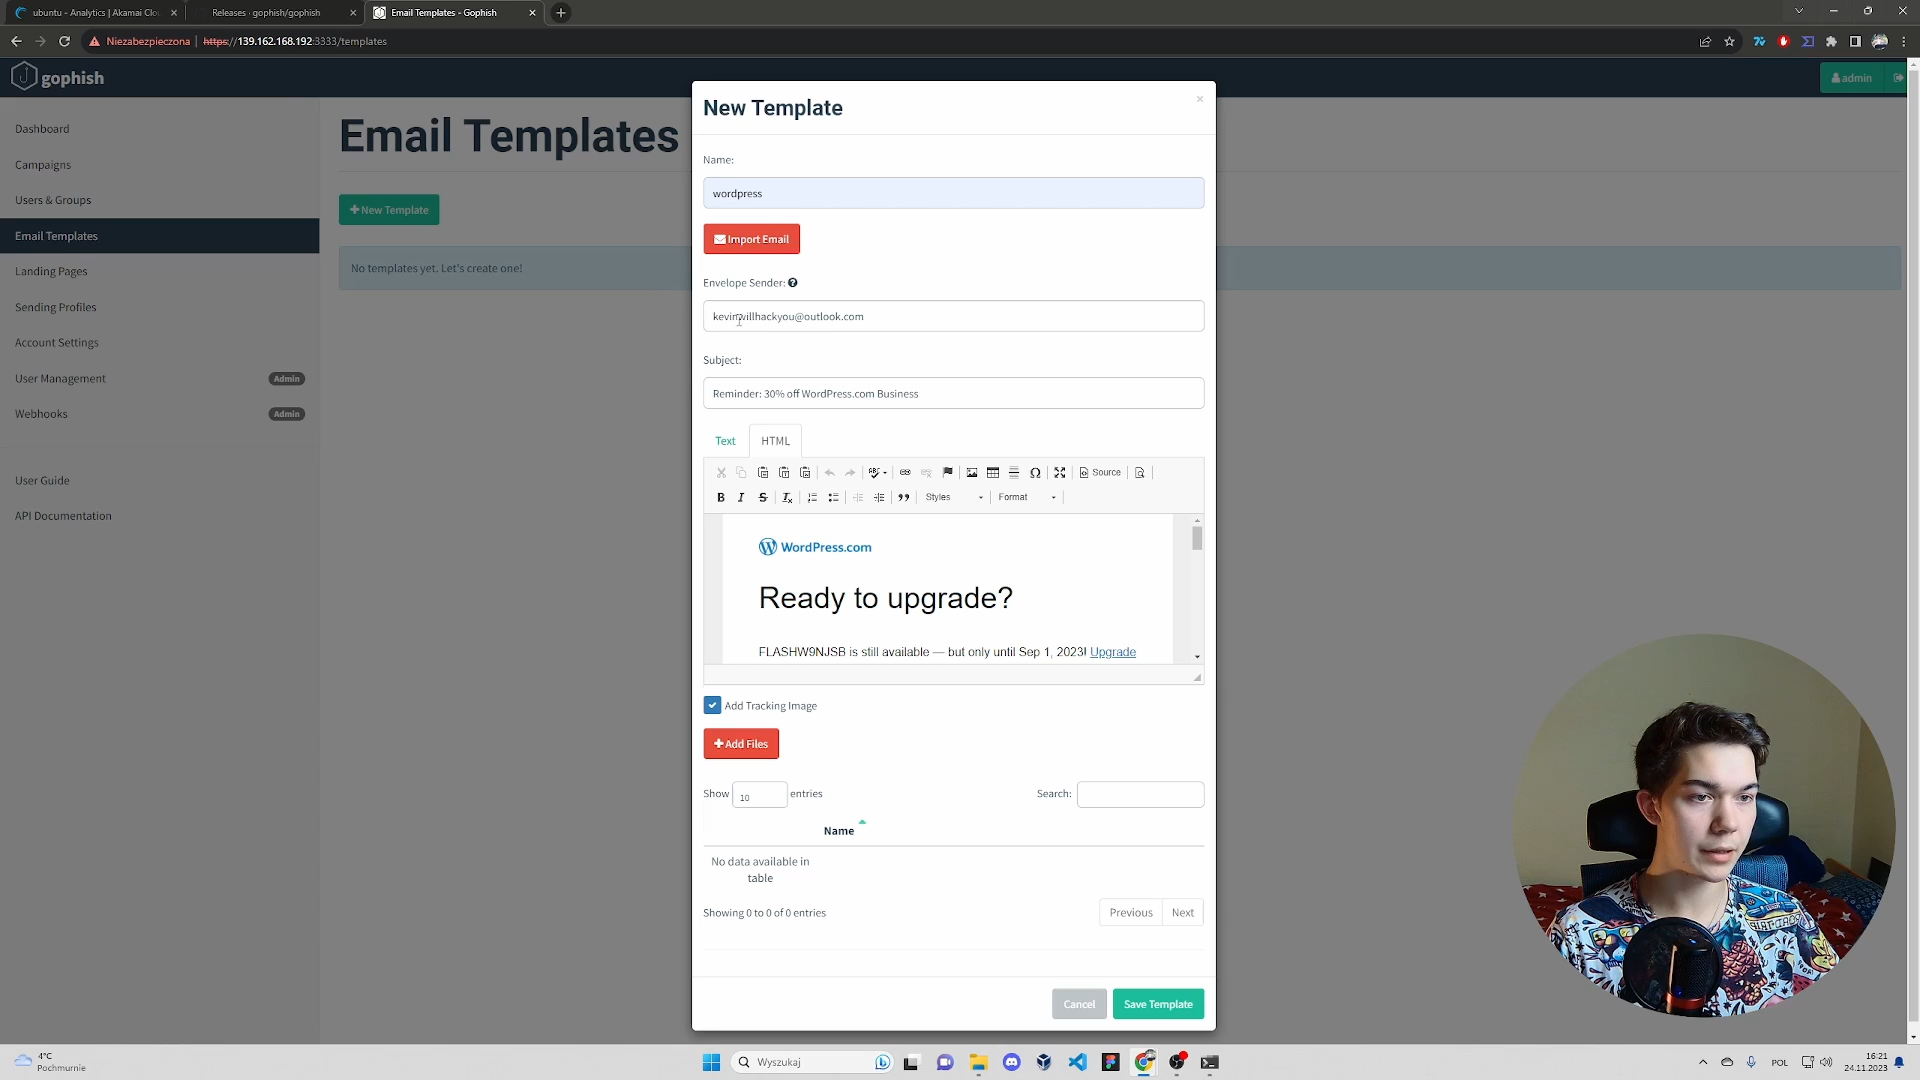 ubuntu - Analytics | Akamai Clou
Releases · gophish/gophish
Email Templates - Gophish
Niezabezpieczona
https://139.162.168.192:3333/templates
gophish
admin
Dashboard
Campaigns
Users & Groups
Email Templates
Landing Pages
Sending Profiles
Account Settings
User Management
Admin
Webhooks
Admin
User Guide
API Documentation
Email Templates
New Template
No templates yet. Let's create one!
New Template
×
Name:
wordpress
Import Email
Envelope Sender:
kevinwillhackyou@outlook.com
Subject:
Reminder: 30% off WordPress.com Business
Text
HTML
Source
Styles
Format
WordPress.com
Ready to upgrade?
FLASHW9NJSB is still available — but only until Sep 1, 2023! Upgrade
Add Tracking Image
Add Files
Show 10 entries
Search:
Name
No data available in
table
Showing 0 to 0 of 0 entries
Previous
Next
Cancel
Save Template
4°C
Pochmurnie
Wyszukaj
POL
16:21
24.11.2023